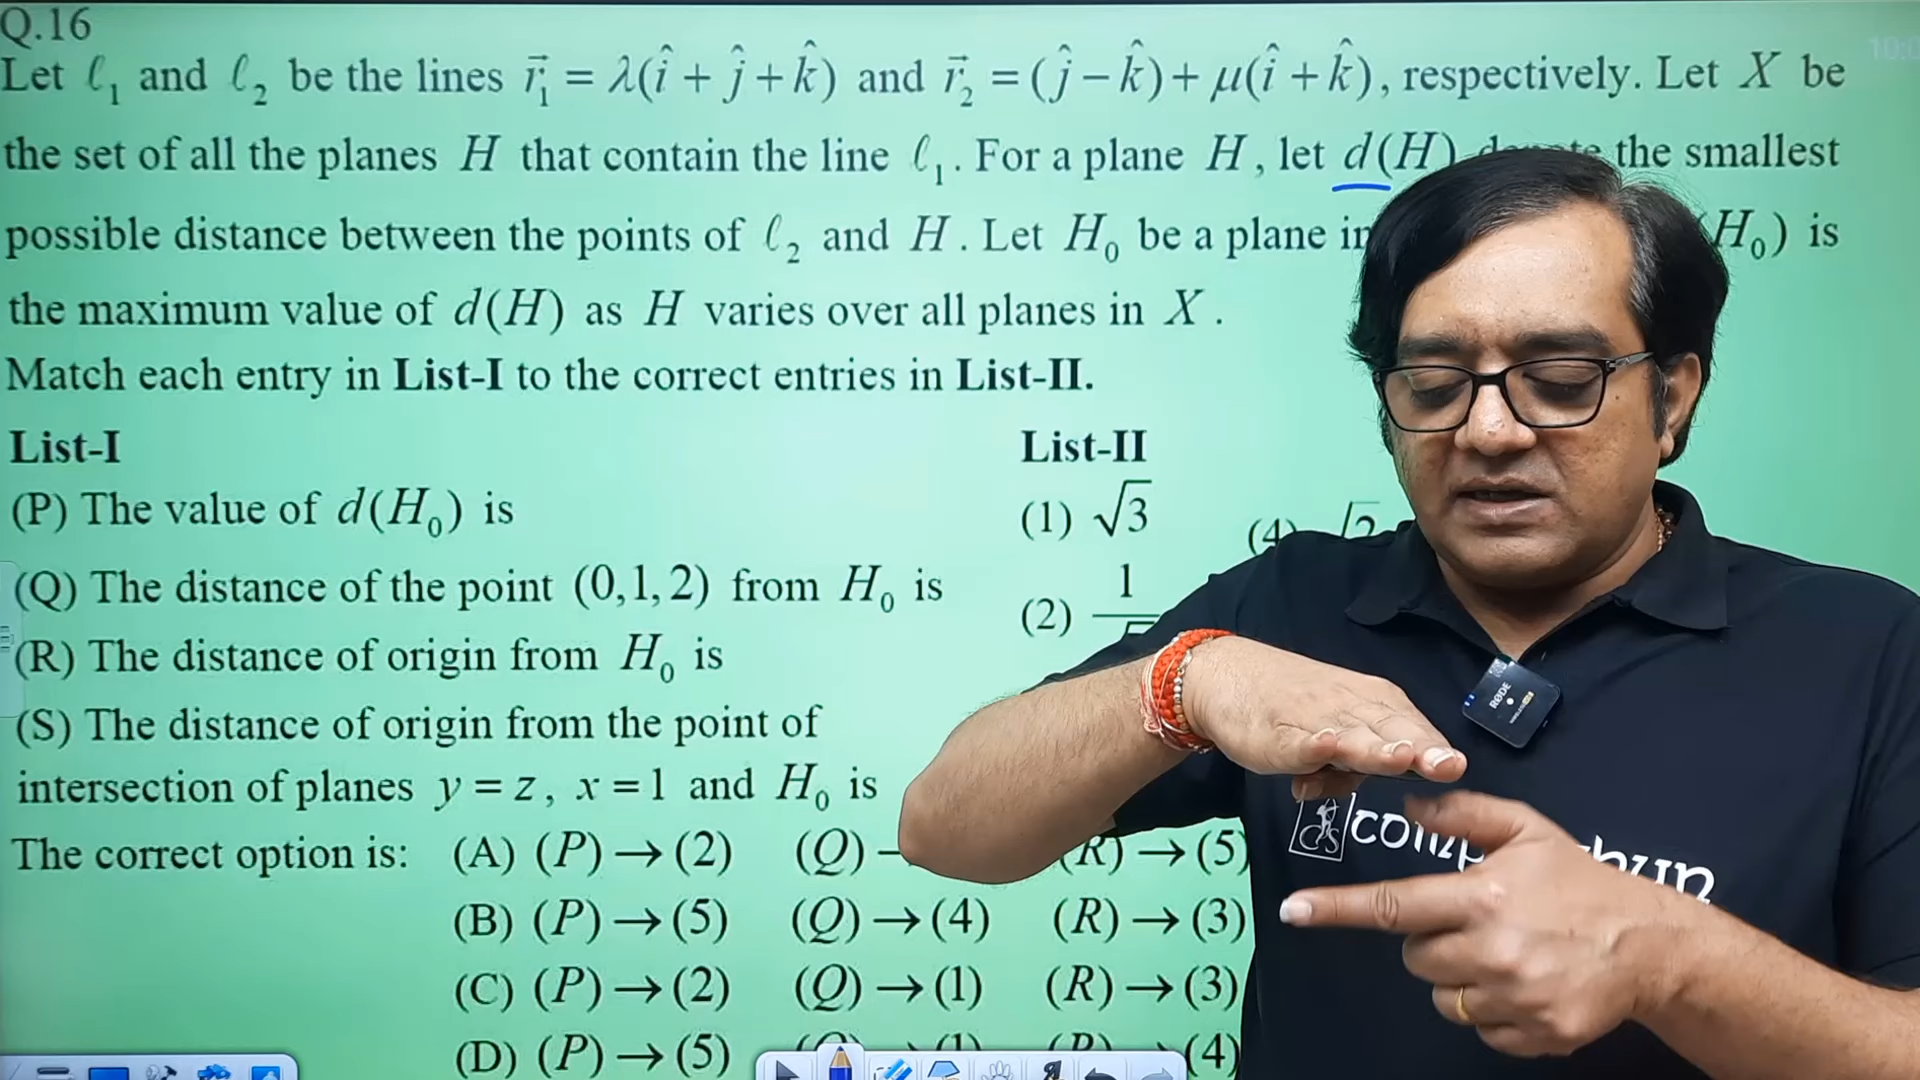 Q.16
Let ℓ₁ and ℓ₂ be the lines r⃗₁ = λ(î + ĵ + k̂) and r⃗₂ = (ĵ − k̂) + μ(î + k̂), respectively. Let X be
the set of all the planes H that contain the line ℓ₁. For a plane H, let d(H) the smallest
possible distance between the points of ℓ₂ and H. Let H₀ be a plane in H₀) is
the maximum value of d(H) as H varies over all planes in X.
Match each entry in List-I to the correct entries in List-II.
List-I List-II
(P) The value of d(H₀) is (1) √3 (4)
(Q) The distance of the point (0,1,2) from H₀ is (2) 1
(R) The distance of origin from H₀ is
(S) The distance of origin from the point of
intersection of planes y = z, x = 1 and H₀ is
The correct option is: (A) (P) → (2) (Q) (R) → (5)
(B) (P) → (5) (Q) → (4) (R) → (3)
(C) (P) → (2) (Q) → (1) (R) → (3)
(D) (P) → (5) (1) (4)
RØDE